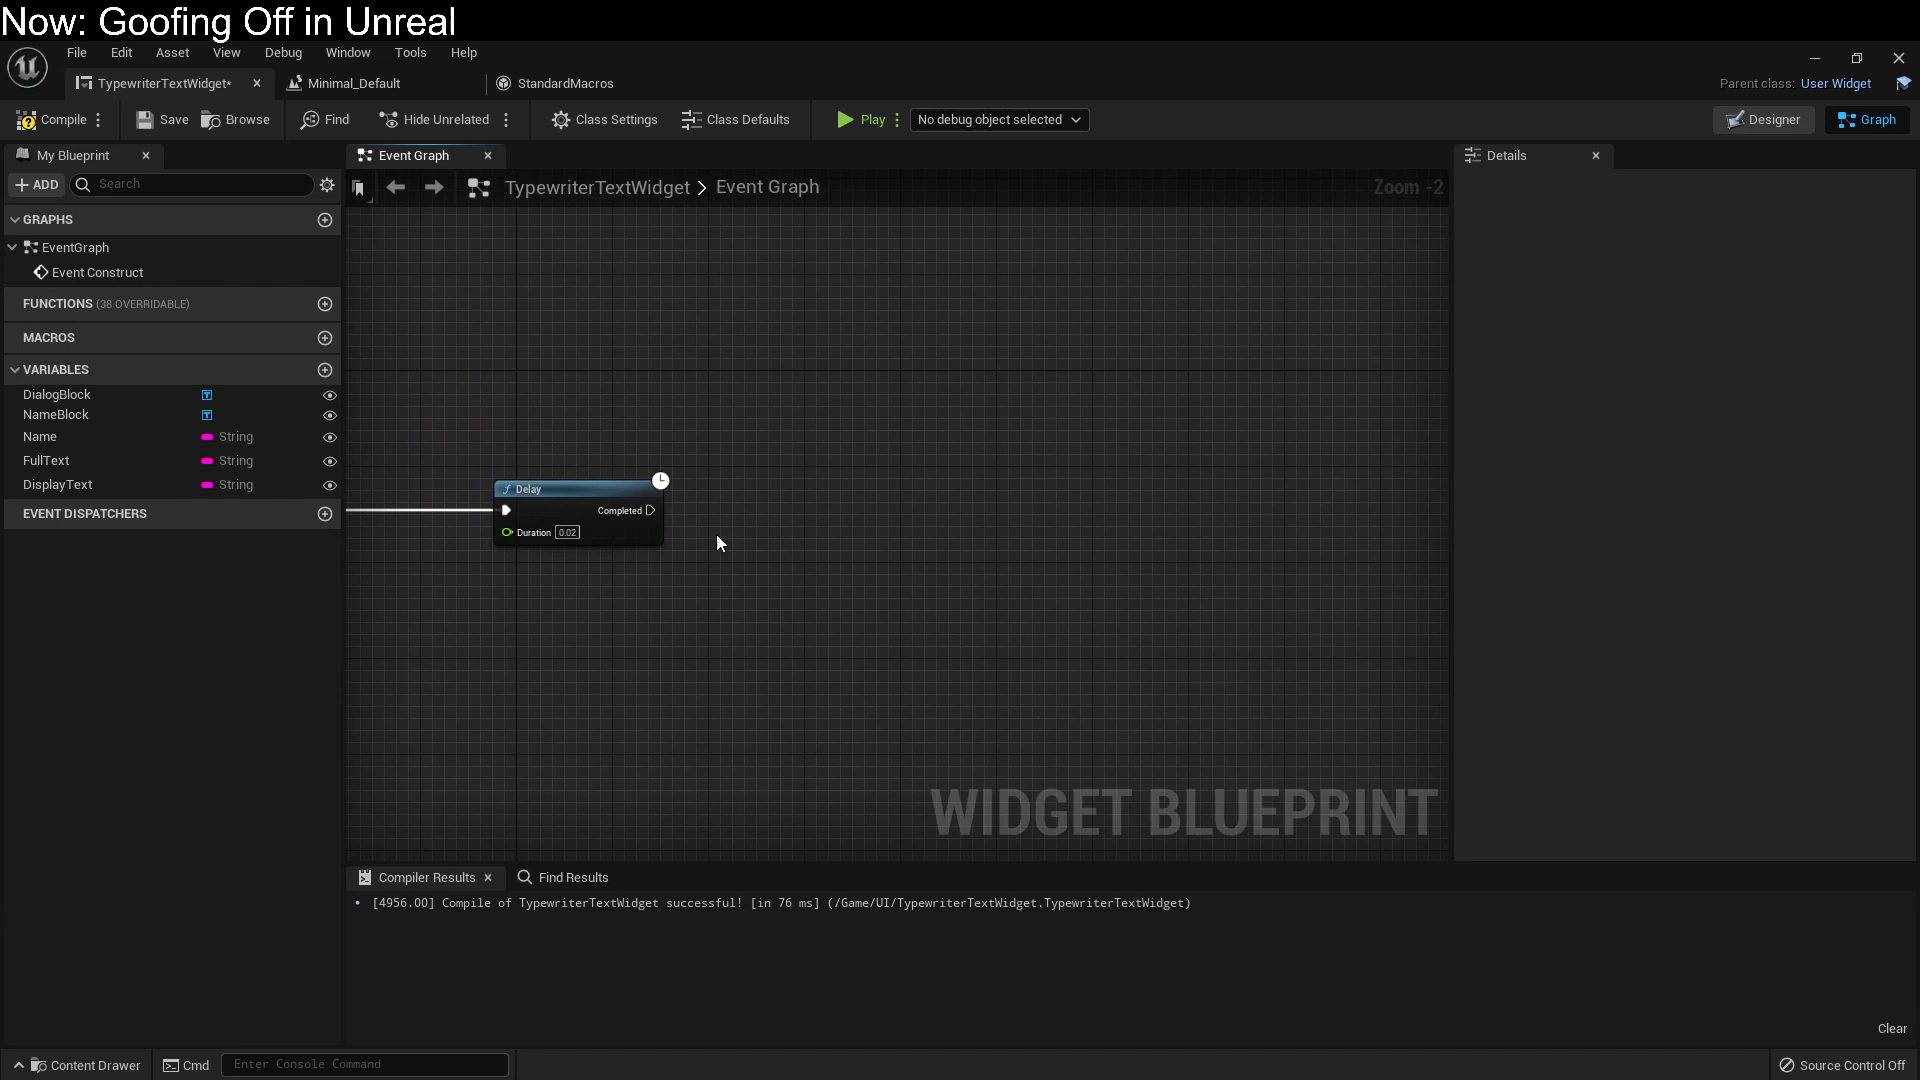 Now: Goofing Off in Unreal
File Edit Asset View Debug Window Tools Help
TypewriterTextWidget* Minimal_Default StandardMacros
Parent class: User Widget
Compile Save Browse Find Hide Unrelated Class Settings Class Defaults Play No debug object selected Designer Graph
My Blueprint Event Graph Details
ADD Search
TypewriterTextWidget > Event Graph Zoom -2
GRAPHS
EventGraph
Event Construct
FUNCTIONS (38 OVERRIDABLE)
MACROS
VARIABLES
DialogBlock
NameBlock
Name String
FullText String
DisplayText String
EVENT DISPATCHERS
Delay
Completed
Duration 0.02
WIDGET BLUEPRINT
Compiler Results Find Results
[4956.00] Compile of TypewriterTextWidget successful! [in 76 ms] (/Game/UI/TypewriterTextWidget.TypewriterTextWidget)
Clear
Content Drawer Cmd Enter Console Command Source Control Off